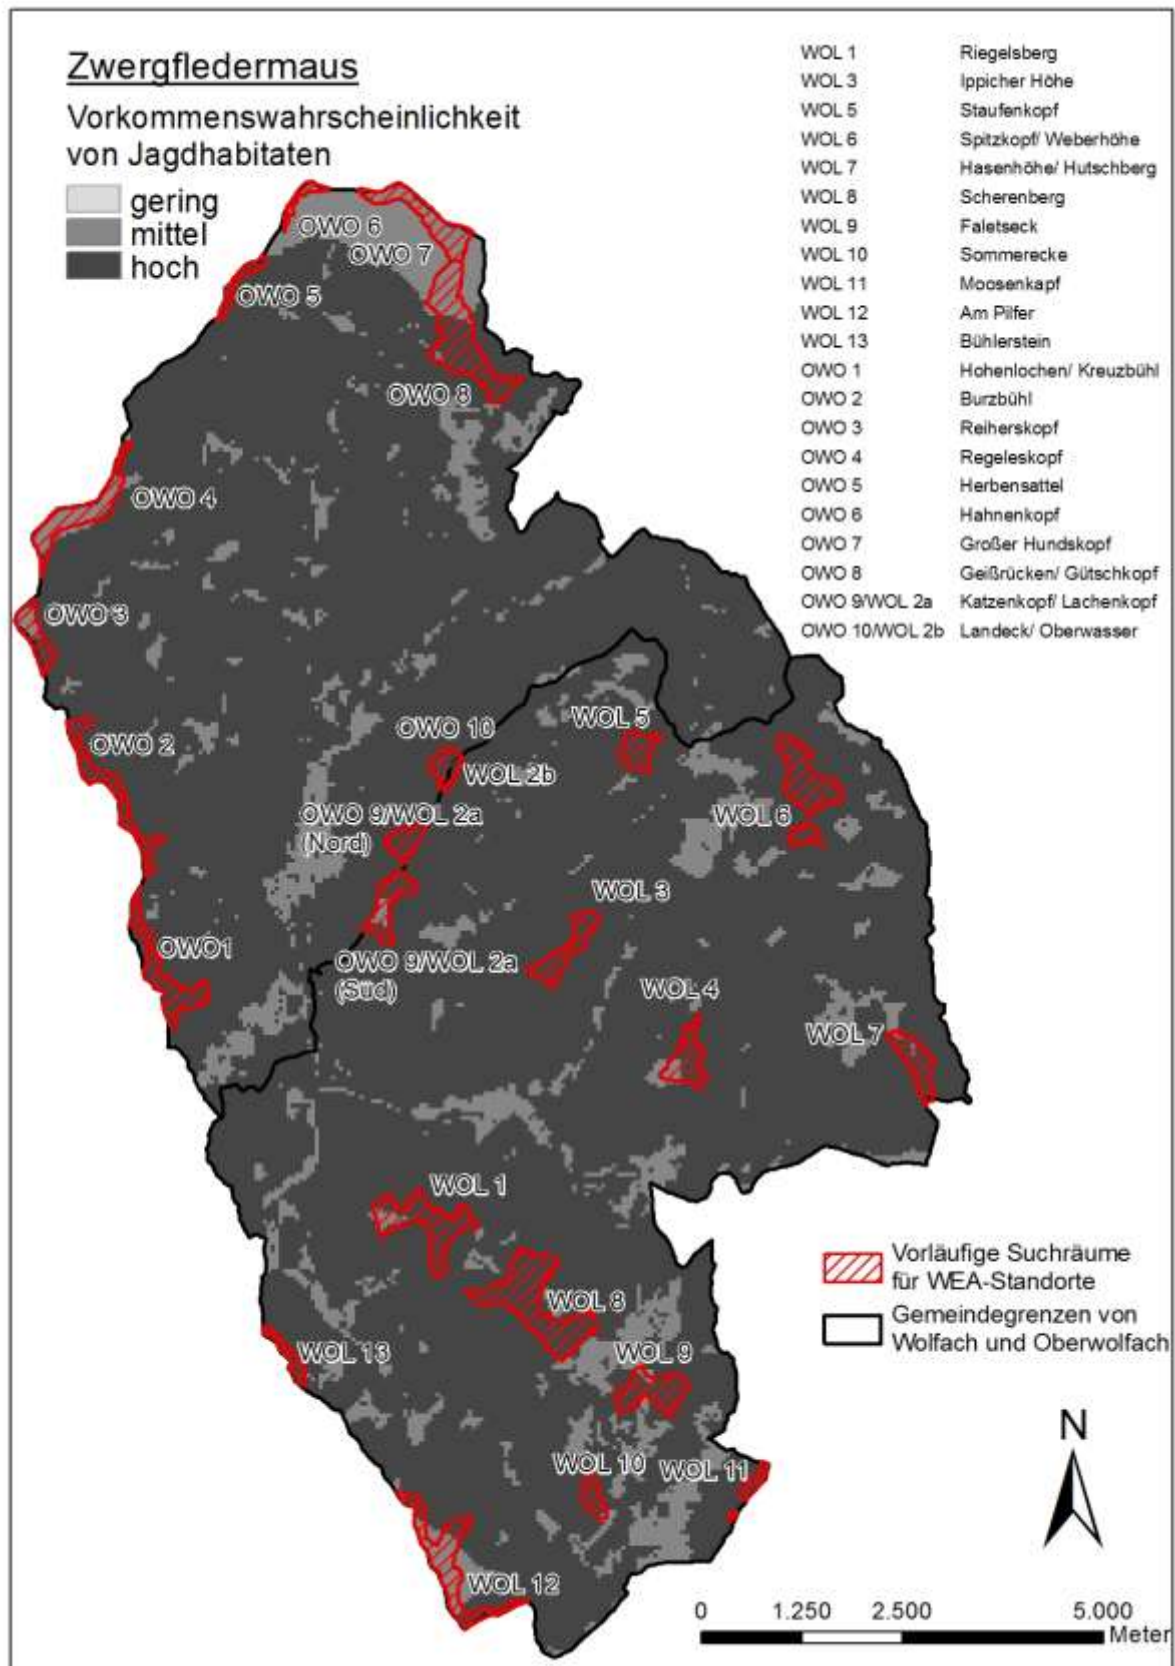 Zwergfledermaus
Vorkommenswahrscheinlichkeit
von Jagdhabitaten
gering
mittel
hoch
WOL 1 Riegelsberg
WOL 3 Ippicher Höhe
WOL 5 Staufenkopf
WOL 6 Spitzkopf/ Weberhöhe
WOL 7 Hasenhöhe/ Hutschberg
WOL 8 Scherenberg
WOL 9 Faletseck
WOL 10 Sommerecke
WOL 11 Moosenkapf
WOL 12 Am Pilfer
WOL 13 Bühlerstein
OWO 1 Hohenlochen/ Kreuzbühl
OWO 2 Burzbühl
OWO 3 Reiherskopf
OWO 4 Regeleskopf
OWO 5 Herbensattel
OWO 6 Hahnenkopf
OWO 7 Großer Hundskopf
OWO 8 Geißrücken/ Gütschkopf
OWO 9/WOL 2a Katzenkopf/ Lachenkopf
OWO 10/WOL 2b Landeck/ Oberwasser
OWO 6
OWO 7
OWO 5
OWO 8
OWO 4
OWO 3
OWO 2
OWO 10
WOL 5
WOL 2b
OWO 9/WOL 2a
(Nord)
WOL 6
WOL 3
OWO1
OWO 9/WOL 2a
(Süd)
WOL 4
WOL 7
WOL 1
WOL 8
WOL 13
WOL 9
WOL 10
WOL 11
WOL 12
Vorläufige Suchräume
für WEA-Standorte
Gemeindegrenzen von
Wolfach und Oberwolfach
N
0 1.250 2.500 5.000
Meter